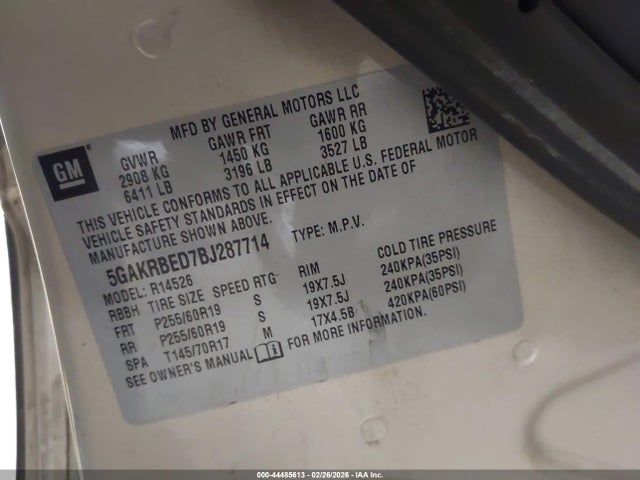 MFD BY GENERAL MOTORS LLC
GM
GVWR GAWR FRT GAWR RR
2908 KG 1450 KG 1600 KG
6411 LB 3196 LB 3527 LB
THIS VEHICLE CONFORMS TO ALL APPLICABLE U.S. FEDERAL MOTOR
VEHICLE SAFETY STANDARDS IN EFFECT ON THE DATE OF
MANUFACTURE SHOWN ABOVE.
5GAKRBED7BJ287714 TYPE: M.P.V.
MODEL: R14526
RBBH TIRE SIZE SPEED RTG RIM COLD TIRE PRESSURE
FRT P255/60R19 S 19X7.5J 240KPA(35PSI)
RR P255/60R19 S 19X7.5J 240KPA(35PSI)
SPA T145/70R17 M 17X4.5B 420KPA(60PSI)
SEE OWNER'S MANUAL FOR MORE INFORMATION.
000-44485613 - 02/26/2026 - IAA Inc.